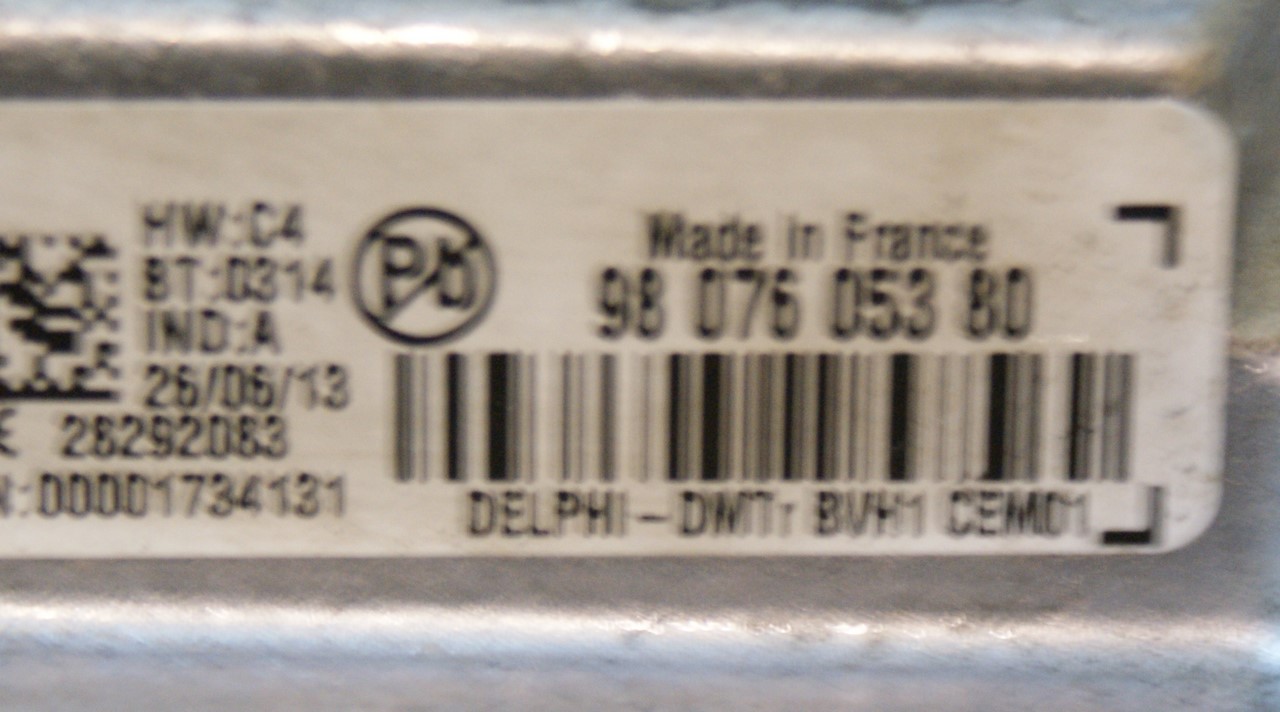 HW:C4
BT:0314
IND:A
26/06/13
28292083
N:00001734131
Made in France
98 076 053 80
DELPHI-DWTr BVH1 CEM01